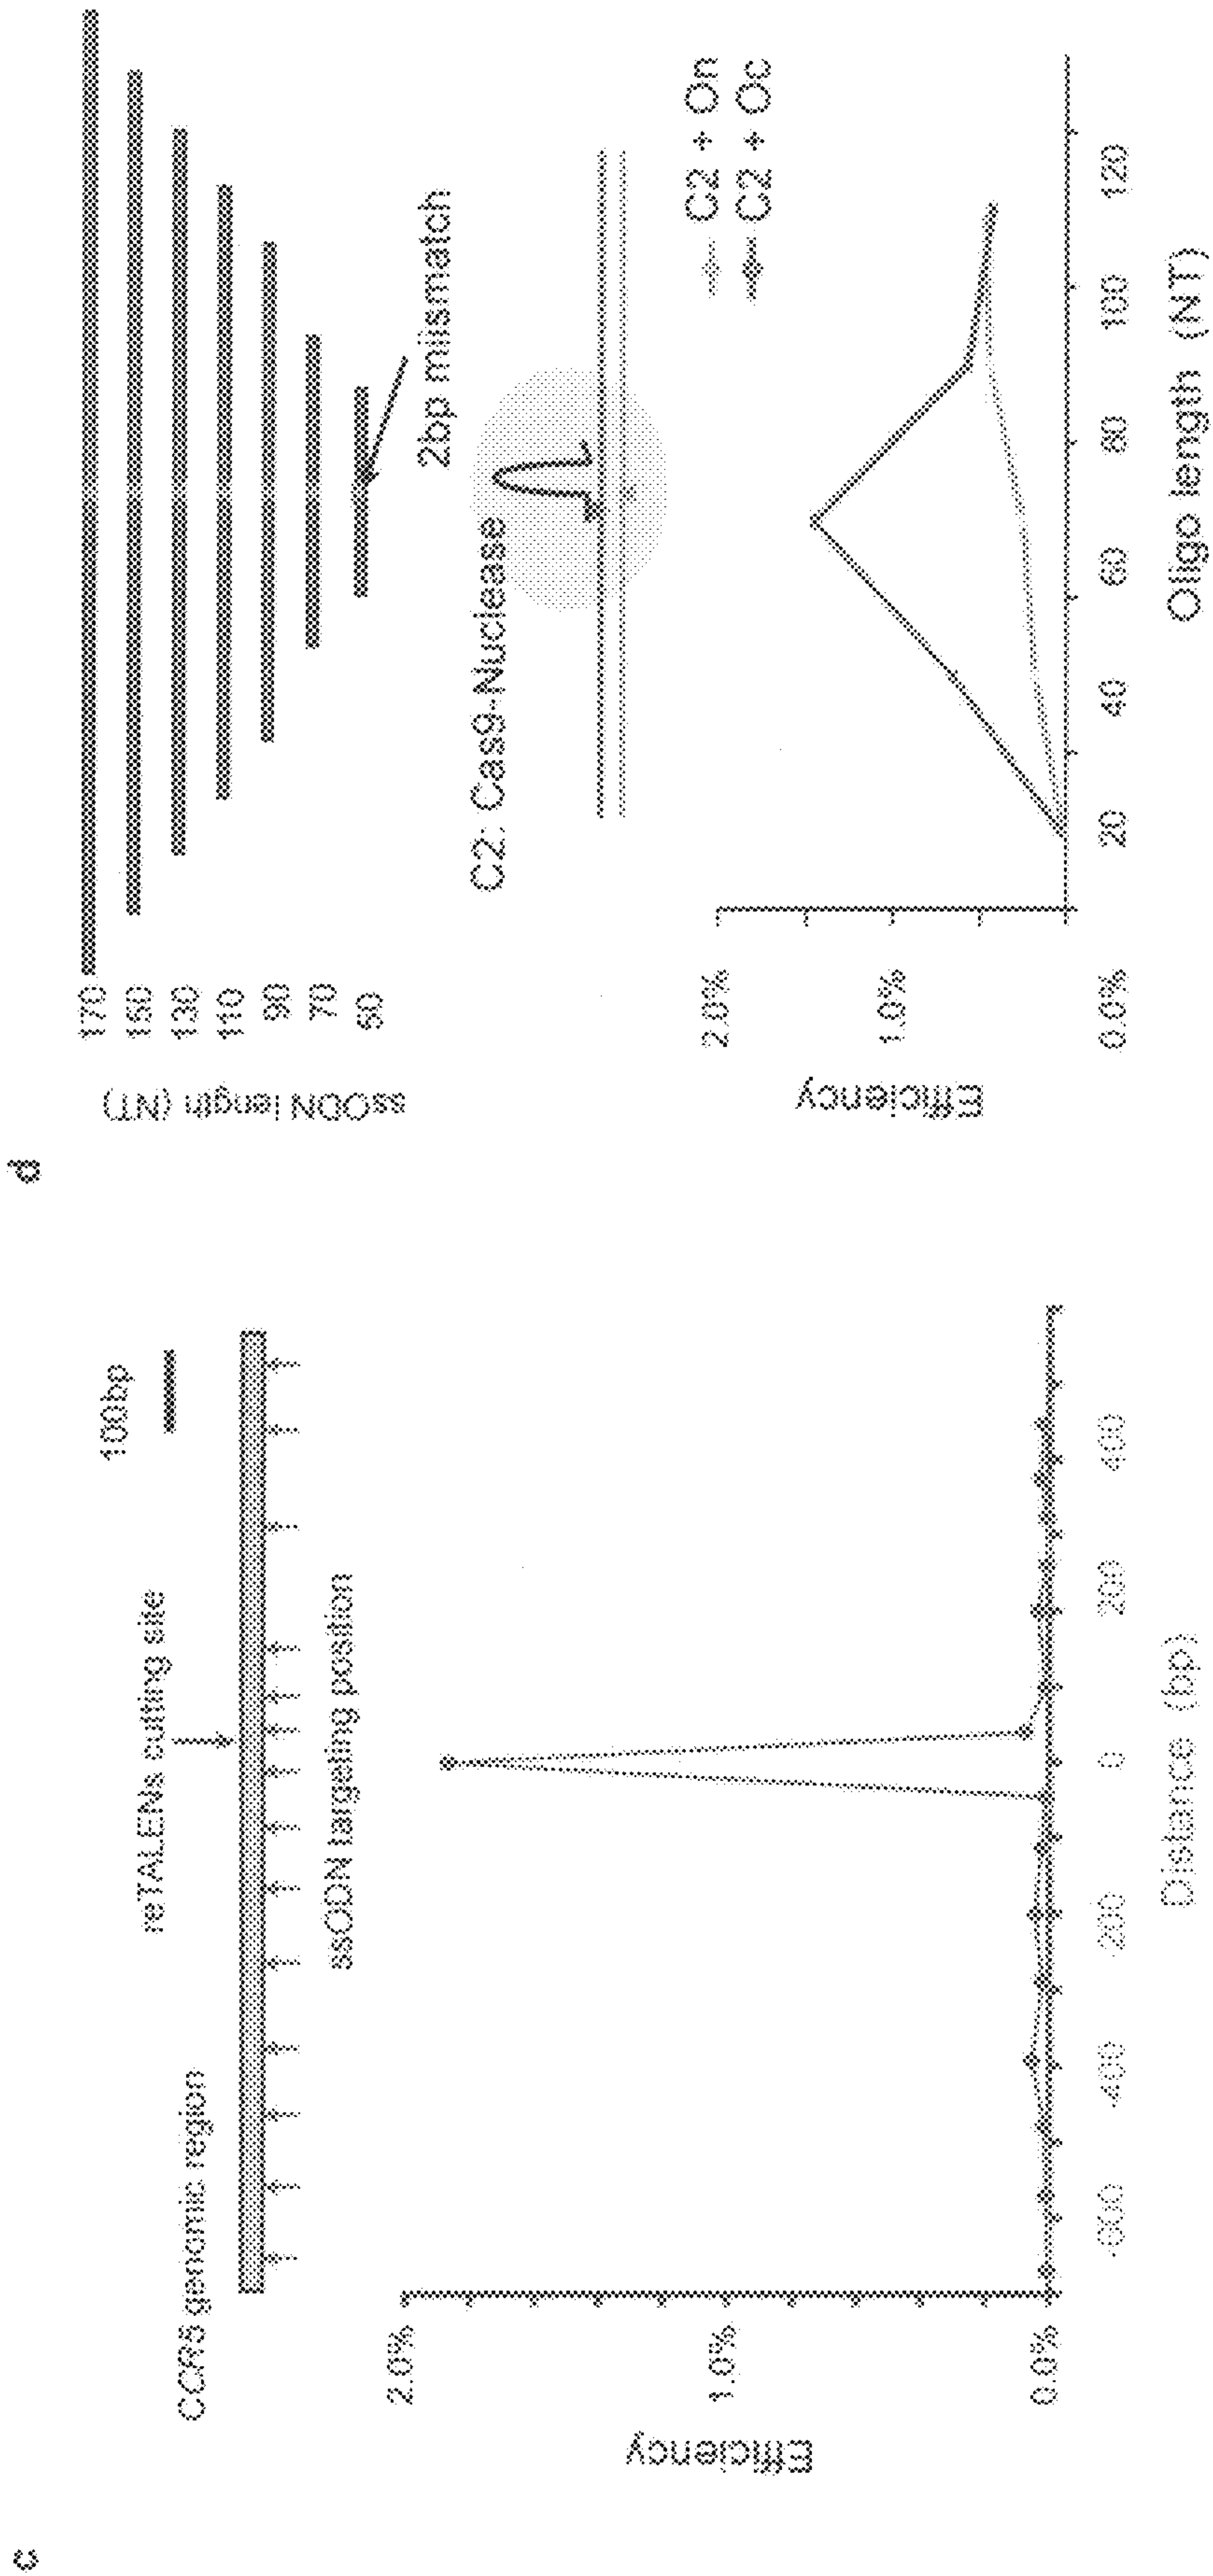 c
CCR5 genomic region
reTALENs cutting site
100bp
ssODN targeting position
Efficiency
2.0%
1.0%
0.0%
-600
-400
-200
0
200
400
Distance (bp)
d
ssODN length (NT)
170
150
130
110
90
70
50
2bp miismatch
C2: Cas9-Nuclease
C2 + On
C2 + Oc
Efficiency
2.0%
1.0%
0.0%
20
40
60
80
100
120
Oligo length (NT)